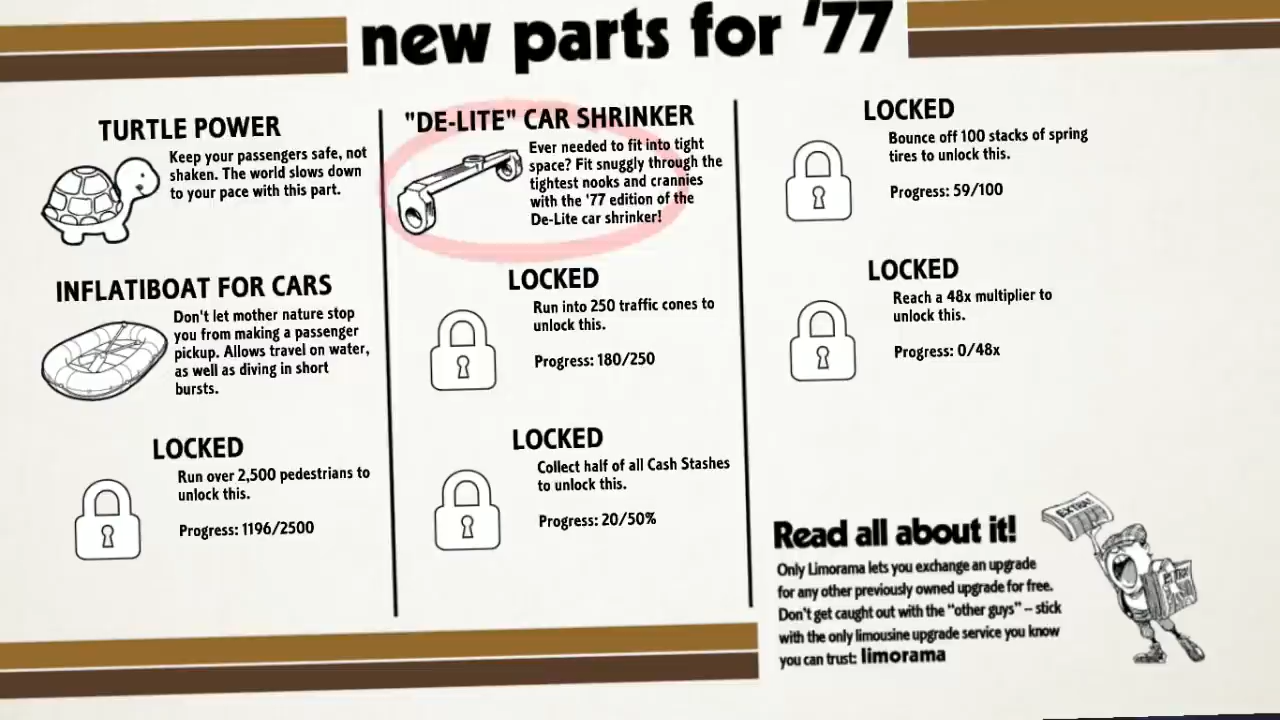 new parts for '77
TURTLE POWER
Keep your passengers safe, not
shaken. The world slows down
to your pace with this part.
INFLATIBOAT FOR CARS
Don't let mother nature stop
you from making a passenger
pickup. Allows travel on water,
as well as diving in short
bursts.
LOCKED
Run over 2,500 pedestrians to
unlock this.
Progress: 1196/2500
"DE-LITE" CAR SHRINKER
Ever needed to fit into tight
space? Fit snuggly through the
tightest nooks and crannies
with the '77 edition of the
De-Lite car shrinker!
LOCKED
Run into 250 traffic cones to
unlock this.
Progress: 180/250
LOCKED
Collect half of all Cash Stashes
to unlock this.
Progress: 20/50%
LOCKED
Bounce off 100 stacks of spring
tires to unlock this.
Progress: 59/100
LOCKED
Reach a 48x multiplier to
unlock this.
Progress: 0/48x
Read all about it!
Only Limorama lets you exchange an upgrade
for any other previously owned upgrade for free.
Don't get caught out with the "other guys" – stick
with the only limousine upgrade service you know
you can trust: limorama
EXTRA!